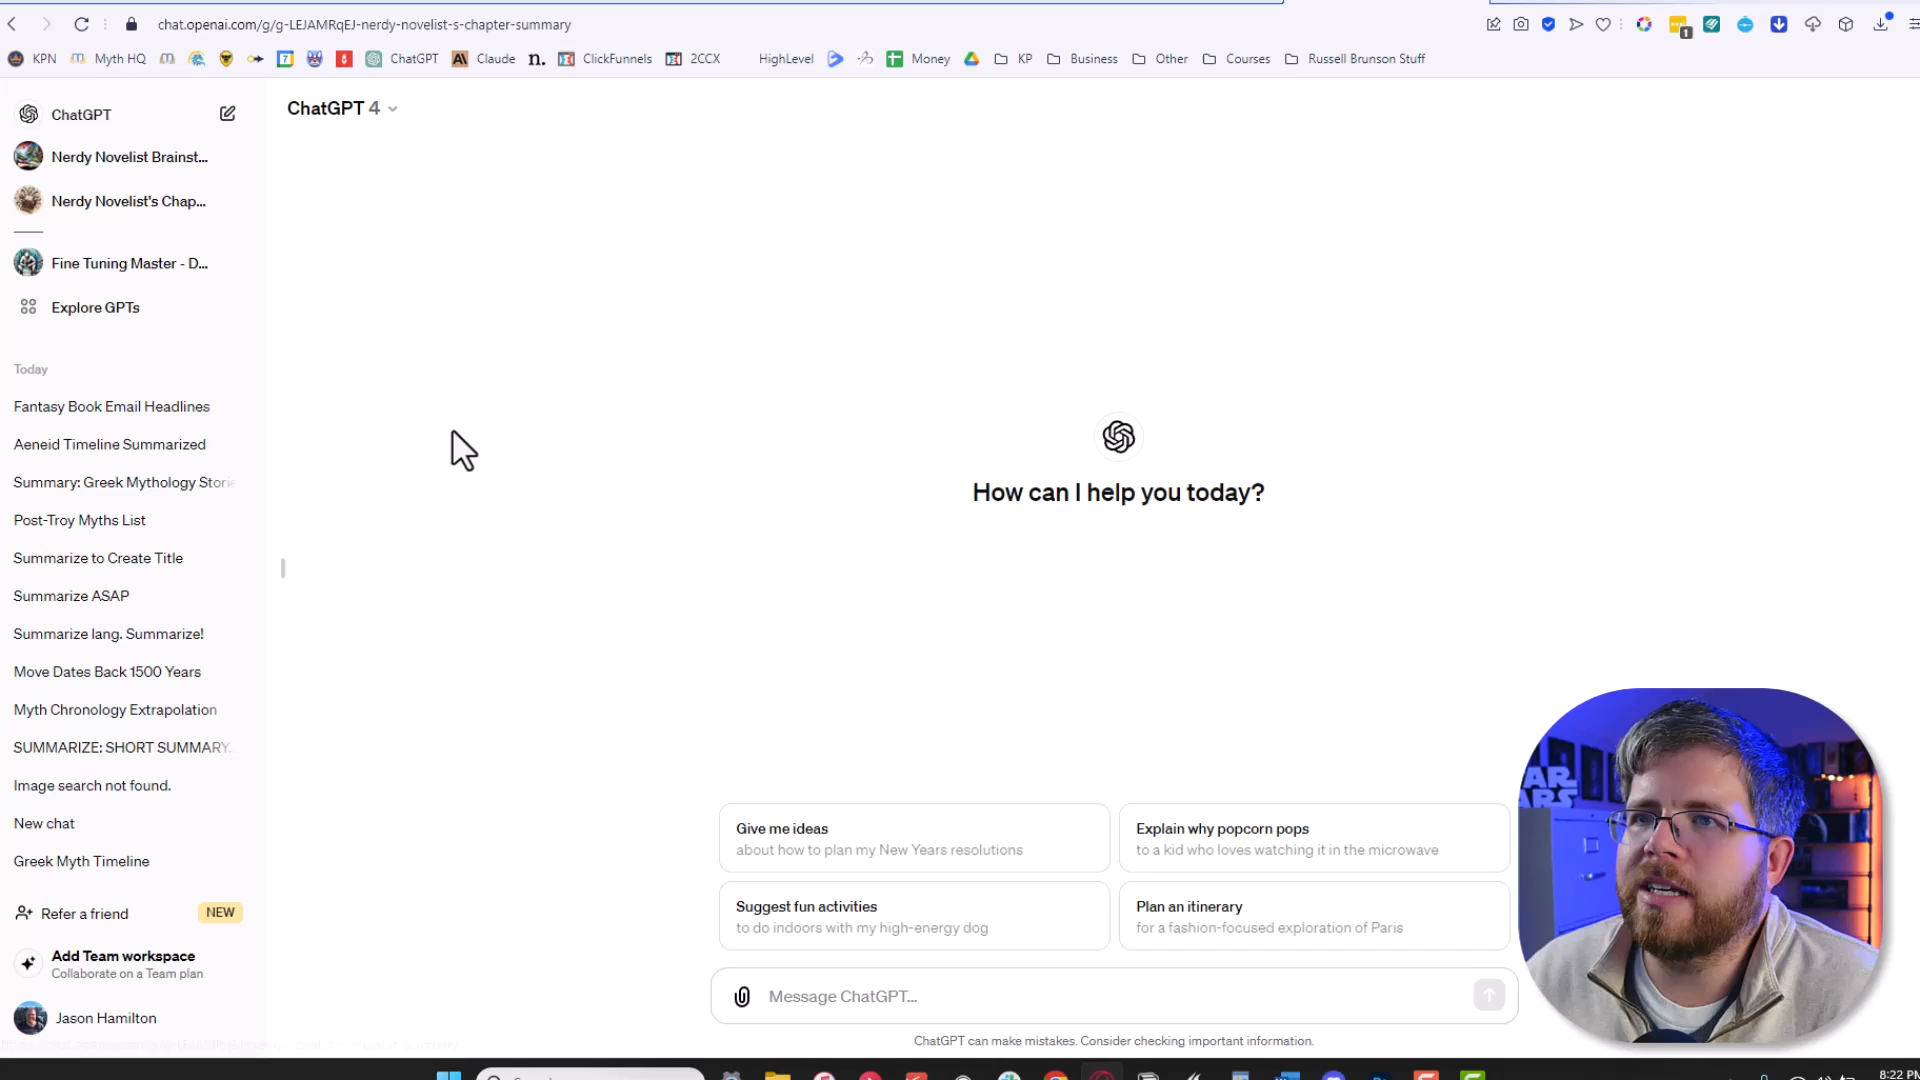 chat.openai.com/g/g-LEJAMRqEJ-nerdy-novelist-s-chapter-summary
1
KPN
Myth HQ
7
ChatGPT
Claude
n.
ClickFunnels
2CCX
HighLevel
Money
KP
Business
Other
Courses
Russell Brunson Stuff
ChatGPT
Nerdy Novelist Brainst...
Nerdy Novelist's Chap...
Fine Tuning Master - D...
Explore GPTs
Today
Fantasy Book Email Headlines
Aeneid Timeline Summarized
Summary: Greek Mythology Storie
Post-Troy Myths List
Summarize to Create Title
Summarize ASAP
Summarize lang. Summarize!
Move Dates Back 1500 Years
Myth Chronology Extrapolation
SUMMARIZE: SHORT SUMMARY.
Image search not found.
New chat
Greek Myth Timeline
Refer a friend
NEW
Add Team workspace
Collaborate on a Team plan
Jason Hamilton
ChatGPT 4
How can I help you today?
Give me ideas
about how to plan my New Years resolutions
Explain why popcorn pops
to a kid who loves watching it in the microwave
Suggest fun activities
to do indoors with my high-energy dog
Plan an itinerary
for a fashion-focused exploration of Paris
Message ChatGPT...
ChatGPT can make mistakes. Consider checking important information.
AR
WARS
8:22 PM